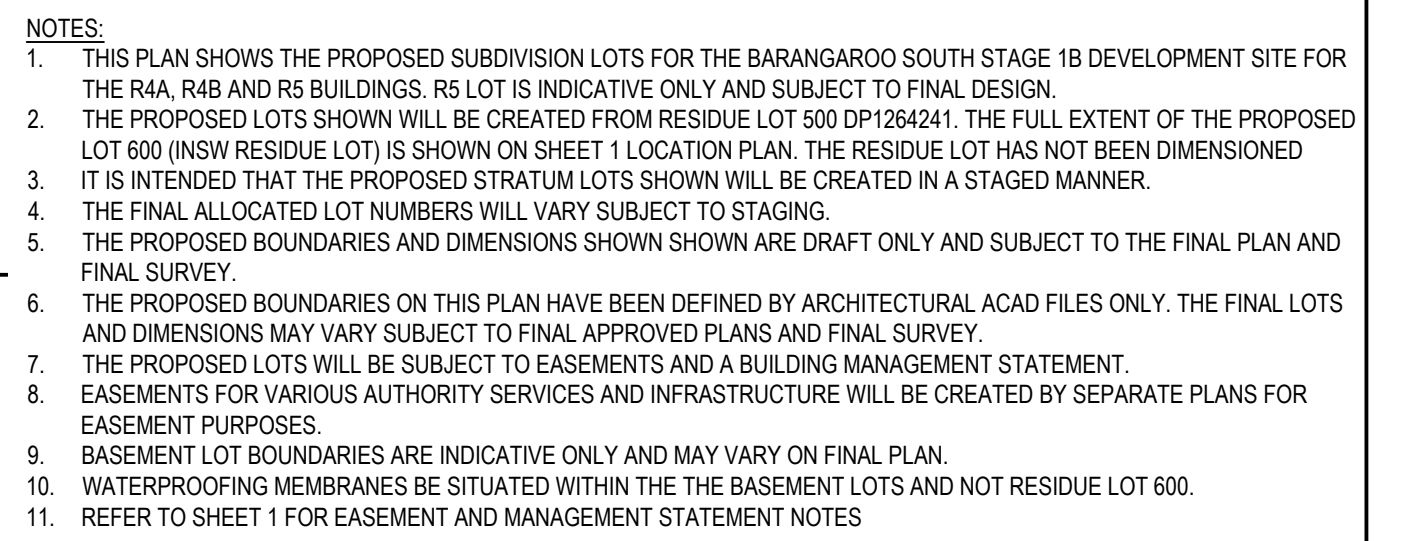 NOTES:
1. THIS PLAN SHOWS THE PROPOSED SUBDIVISION LOTS FOR THE BARANGAROO SOUTH STAGE 1B DEVELOPMENT SITE FOR
THE R4A, R4B AND R5 BUILDINGS. R5 LOT IS INDICATIVE ONLY AND SUBJECT TO FINAL DESIGN.
2. THE PROPOSED LOTS SHOWN WILL BE CREATED FROM RESIDUE LOT 500 DP1264241. THE FULL EXTENT OF THE PROPOSED
LOT 600 (INSW RESIDUE LOT) IS SHOWN ON SHEET 1 LOCATION PLAN. THE RESIDUE LOT HAS NOT BEEN DIMENSIONED
3. IT IS INTENDED THAT THE PROPOSED STRATUM LOTS SHOWN WILL BE CREATED IN A STAGED MANNER.
4. THE FINAL ALLOCATED LOT NUMBERS WILL VARY SUBJECT TO STAGING.
5. THE PROPOSED BOUNDARIES AND DIMENSIONS SHOWN SHOWN ARE DRAFT ONLY AND SUBJECT TO THE FINAL PLAN AND
FINAL SURVEY.
6. THE PROPOSED BOUNDARIES ON THIS PLAN HAVE BEEN DEFINED BY ARCHITECTURAL ACAD FILES ONLY. THE FINAL LOTS
AND DIMENSIONS MAY VARY SUBJECT TO FINAL APPROVED PLANS AND FINAL SURVEY.
7. THE PROPOSED LOTS WILL BE SUBJECT TO EASEMENTS AND A BUILDING MANAGEMENT STATEMENT.
8. EASEMENTS FOR VARIOUS AUTHORITY SERVICES AND INFRASTRUCTURE WILL BE CREATED BY SEPARATE PLANS FOR
EASEMENT PURPOSES.
9. BASEMENT LOT BOUNDARIES ARE INDICATIVE ONLY AND MAY VARY ON FINAL PLAN.
10. WATERPROOFING MEMBRANES BE SITUATED WITHIN THE THE BASEMENT LOTS AND NOT RESIDUE LOT 600.
11. REFER TO SHEET 1 FOR EASEMENT AND MANAGEMENT STATEMENT NOTES